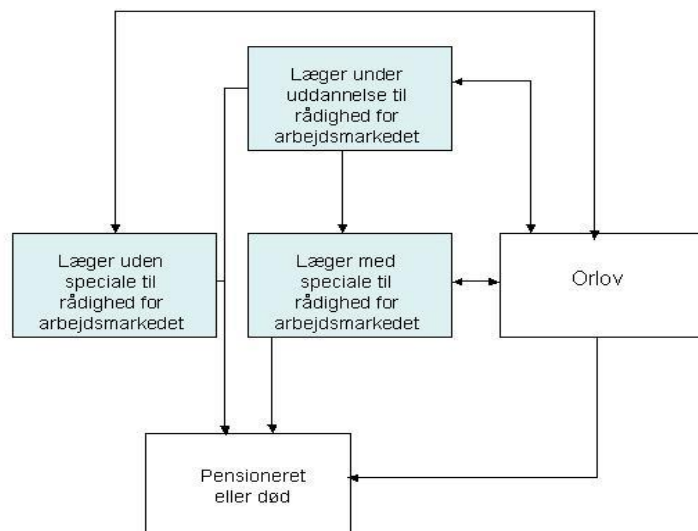 Læger under
uddannelse til
rådighed for
arbejdsmarkedet
Læger uden
speciale til
rådighed for
arbejdsmarkedet
Læger med
speciale til
rådighed for
arbejdsmarkedet
Orlov
Pensioneret
eller død